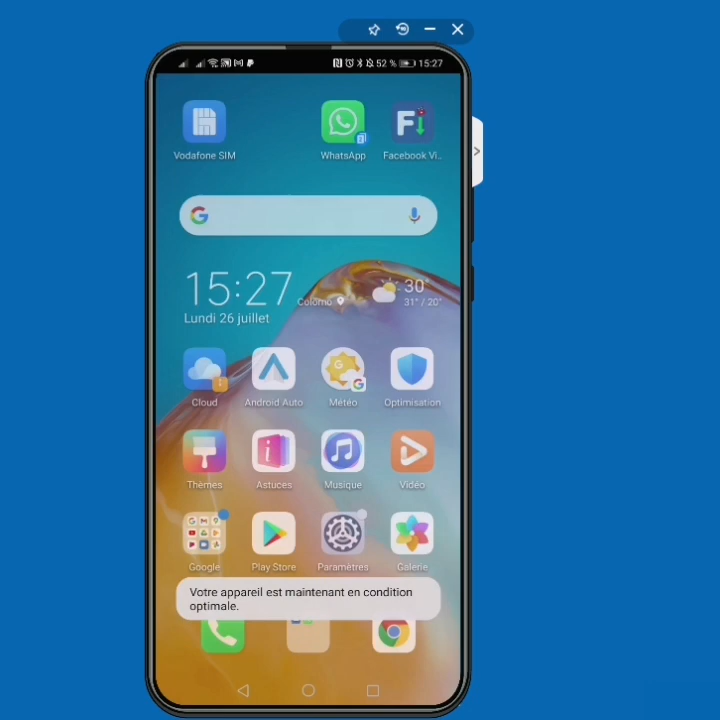 52 % 15:27
Vodafone SIM WhatsApp Facebook Vi...
15:27
Lundi 26 juillet
Colomo
30°
31° / 20°
Cloud Android Auto Météo Optimisation
Thèmes Astuces Musique Vidéo
Google Play Store Paramètres Galerie
Votre appareil est maintenant en condition
optimale.